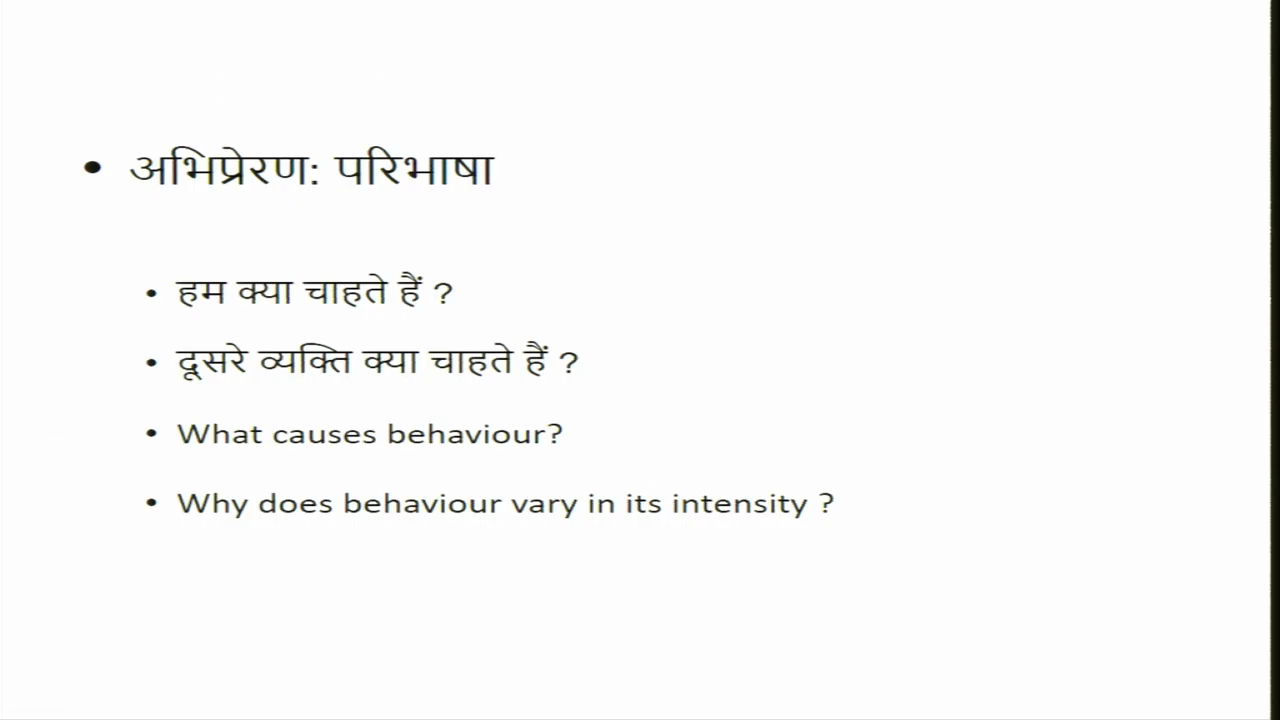 • अभिप्रेरण: परिभाषा
• हम क्या चाहते हैं ?
• दूसरे व्यक्ति क्या चाहते हैं ?
• What causes behaviour?
• Why does behaviour vary in its intensity ?